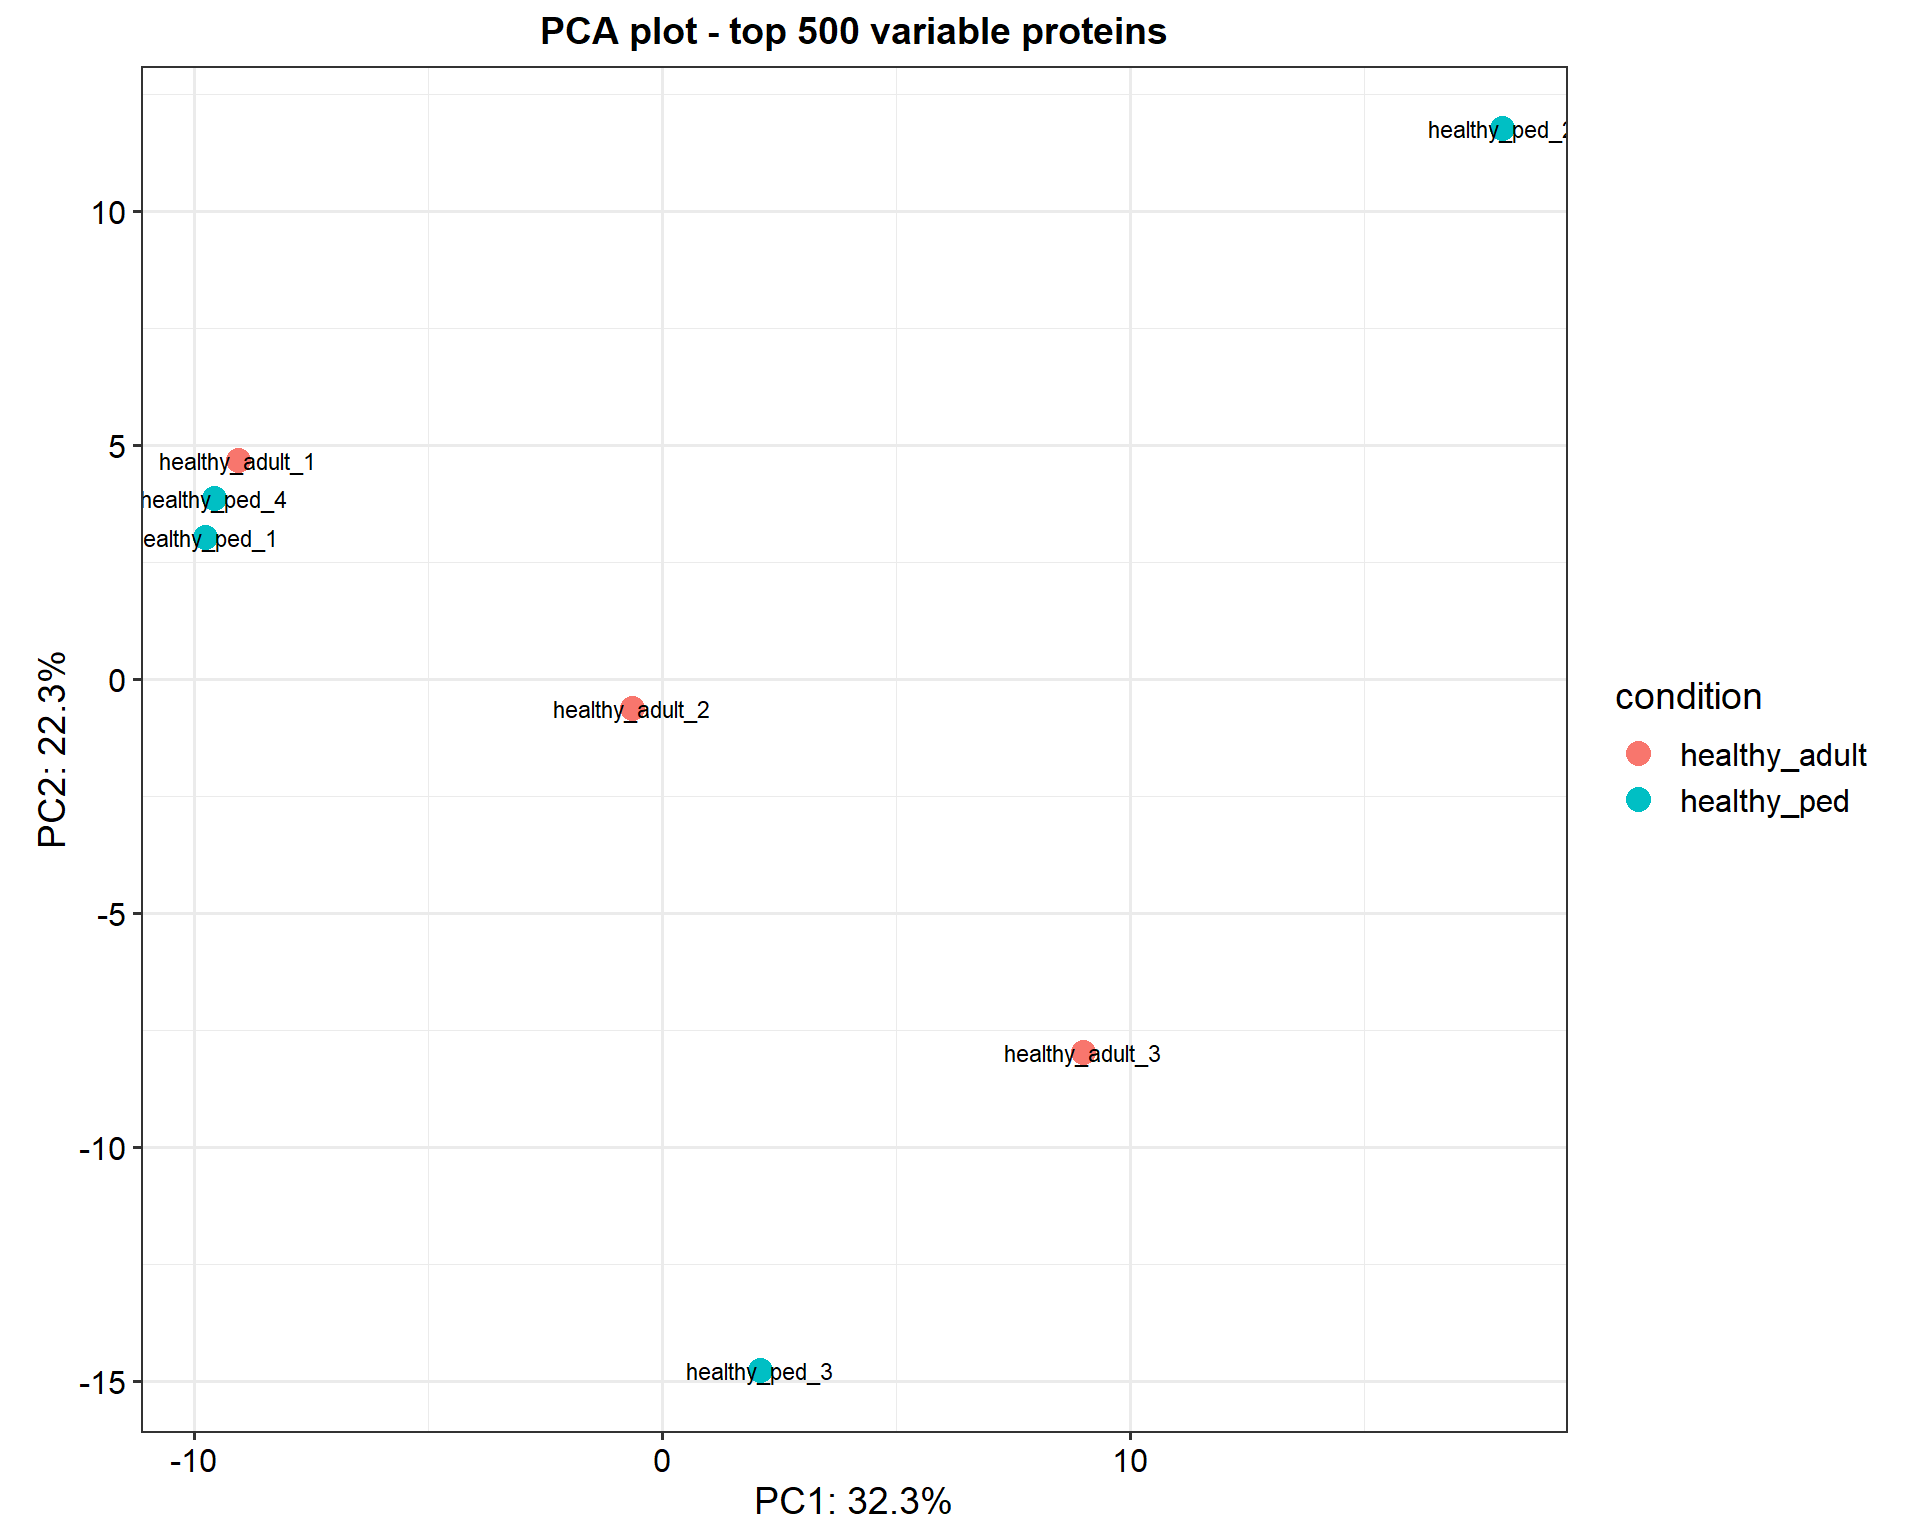 PCA plot - top 500 variable proteins
healthy_ped_2
10
5
healthy_adult_1
healthy_ped_4
ealthy_ped_1
0
healthy_adult_2
-5
healthy_adult_3
-10
healthy_ped_3
-15
-10 0 10
PC1: 32.3%
PC2: 22.3%
condition
healthy_adult
healthy_ped